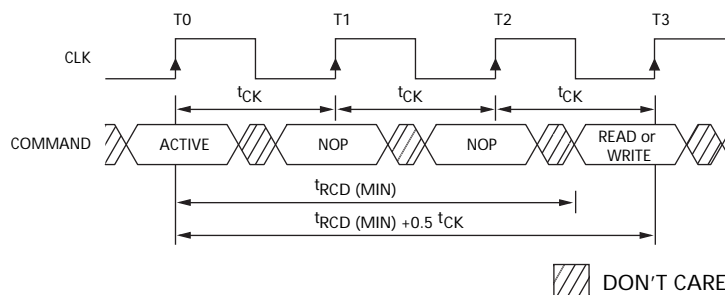 T0 T1 T2 T3
CLK
tCK tCK tCK
COMMAND ACTIVE NOP NOP READ or
WRITE
tRCD (MIN)
tRCD (MIN) +0.5 tCK
DON'T CARE